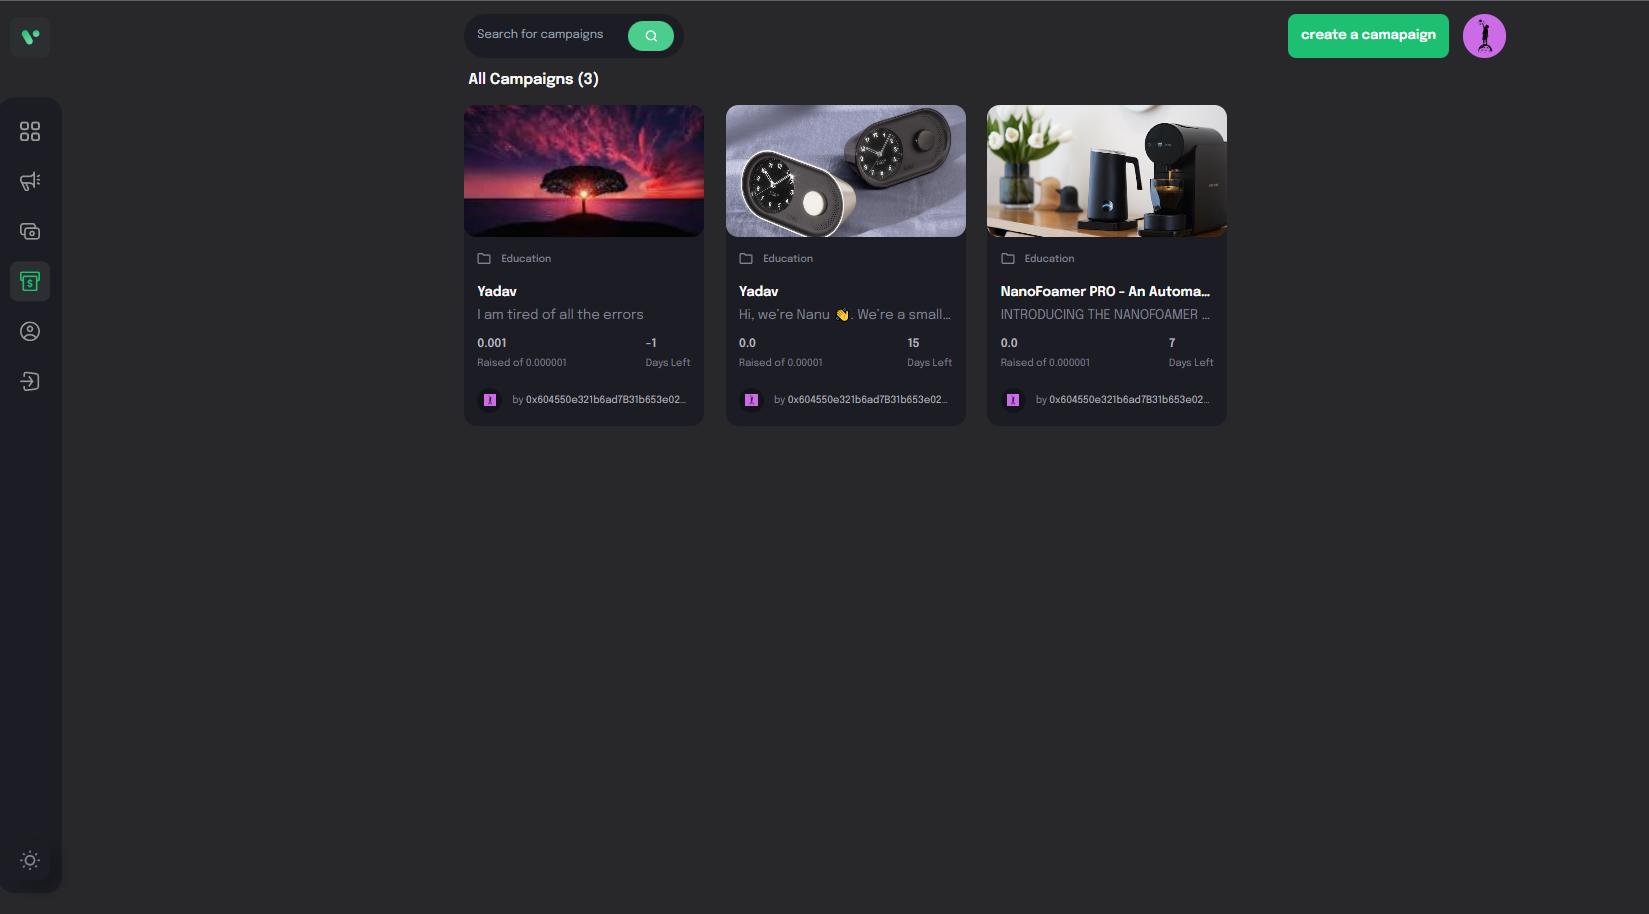 Search for campaigns
create a camapaign
All Campaigns (3)
Education
Yadav
I am tired of all the errors
0.001
-1
Raised of 0.000001
Days Left
by 0x604550e321b6ad7B31b653e02...
Education
Yadav
Hi, we're Nanu 👋. We're a small...
0.0
15
Raised of 0.00001
Days Left
by 0x604550e321b6ad7B31b653e02...
Education
NanoFoamer PRO - An Automa...
INTRODUCING THE NANOFOAMER ...
0.0
7
Raised of 0.000001
Days Left
by 0x604550e321b6ad7B31b653e02...